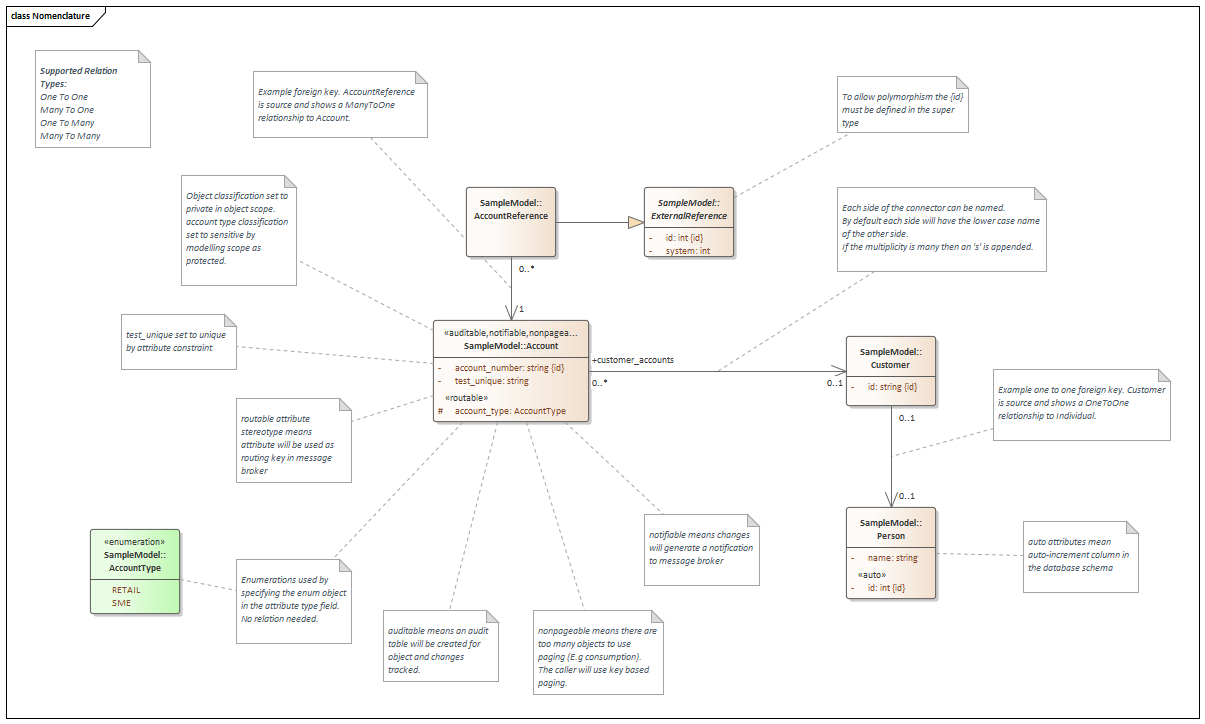 class Nomenclature
Supported Relation
Types:
One To One
Many To One
One To Many
Many To Many
Example foreign key. AccountReference
is source and shows a ManyToOne
relationship to Account.
To allow polymorphism the {id}
must be defined in the super
type
Object classification set to
private in object scope.
account type classification
set to sensitive by
modelling scope as
protected.
SampleModel::
AccountReference
SampleModel::
ExternalReference
- id: int {id}
- system: int
Each side of the connector can be named.
By default each side will have the lower case name
of the other side.
If the multiplicity is many then an 's' is appended.
0..*
1
test_unique set to unique
by attribute constraint
«auditable,notifiable,nonpagea...
SampleModel::Account
- account_number: string {id}
- test_unique: string
«routable»
# account_type: AccountType
+customer_accounts
0..*
0..1
SampleModel::
Customer
- id: string {id}
Example one to one foreign key. Customer
is source and shows a OneToOne
relationship to Individual.
routable attribute
stereotype means
attribute will be used as
routing key in message
broker
0..1
0..1
SampleModel::
Person
- name: string
«auto»
- id: int {id}
auto attributes mean
auto-increment column in
the database schema
notifiable means changes
will generate a notification
to message broker
«enumeration»
SampleModel::
AccountType
RETAIL
SME
Enumerations used by
specifying the enum object
in the attribute type field.
No relation needed.
auditable means an audit
table will be created for
object and changes
tracked.
nonpageable means there are
too many objects to use
paging (E.g consumption).
The caller will use key based
paging.